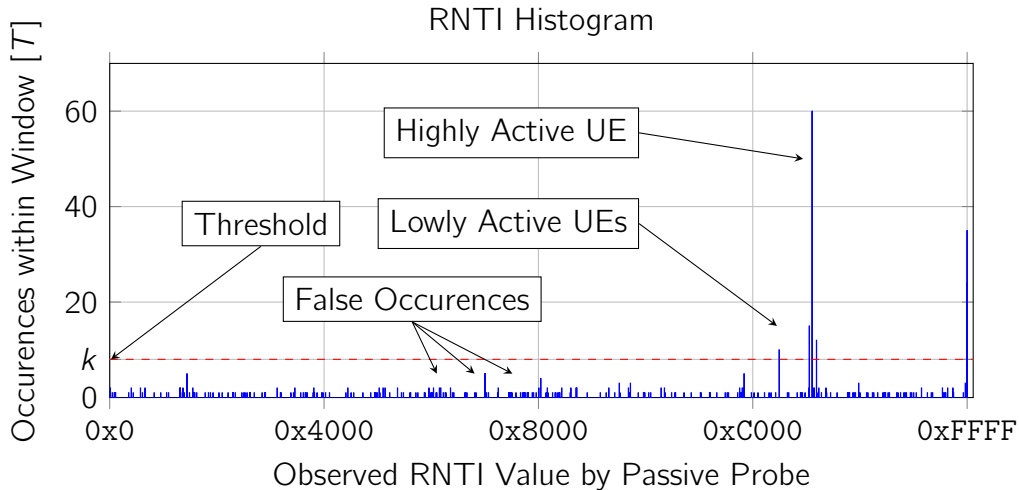 RNTI Histogram
Occurences within Window [T]
60
40
20
k
0
Highly Active UE
Lowly Active UEs
Threshold
False Occurences
0x0
0x4000
0x8000
0xC000
0xFFFF
Observed RNTI Value by Passive Probe